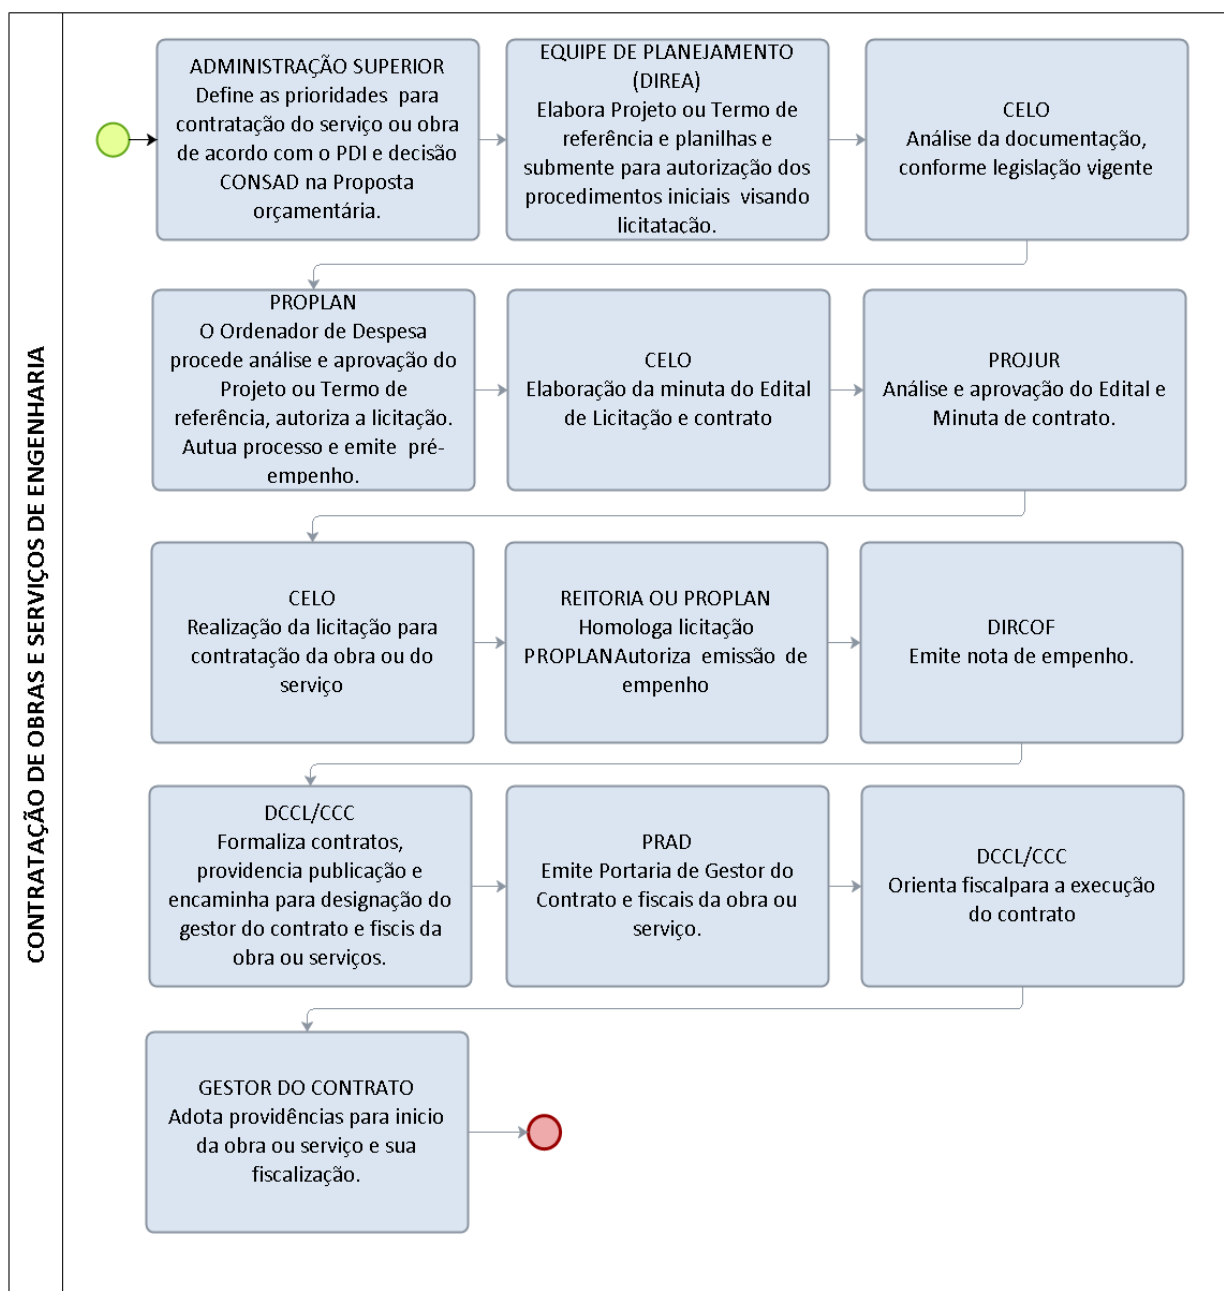 CONTRATAÇÃO DE OBRAS E SERVIÇOS DE ENGENHARIA
ADMINISTRAÇÃO SUPERIOR
Define as prioridades para
contratação do serviço ou obra
de acordo com o PDI e decisão
CONSAD na Proposta
orçamentária.
EQUIPE DE PLANEJAMENTO
(DIREA)
Elabora Projeto ou Termo de
referência e planilhas e
submente para autorização dos
procedimentos iniciais visando
licitatação.
CELO
Análise da documentação,
conforme legislação vigente
PROPLAN
O Ordenador de Despesa
procede análise e aprovação do
Projeto ou Termo de
referência, autoriza a licitação.
Autua processo e emite pré-
empenho.
CELO
Elaboração da minuta do Edital
de Licitação e contrato
PROJUR
Análise e aprovação do Edital e
Minuta de contrato.
CELO
Realização da licitação para
contratação da obra ou do
serviço
REITORIA OU PROPLAN
Homologa licitação
PROPLANAutoriza emissão de
empenho
DIRCOF
Emite nota de empenho.
DCCL/CCC
Formaliza contratos,
providencia publicação e
encaminha para designação do
gestor do contrato e fiscis da
obra ou serviços.
PRAD
Emite Portaria de Gestor do
Contrato e fiscais da obra ou
serviço.
DCCL/CCC
Orienta fiscalpara a execução
do contrato
GESTOR DO CONTRATO
Adota providências para inicio
da obra ou serviço e sua
fiscalização.